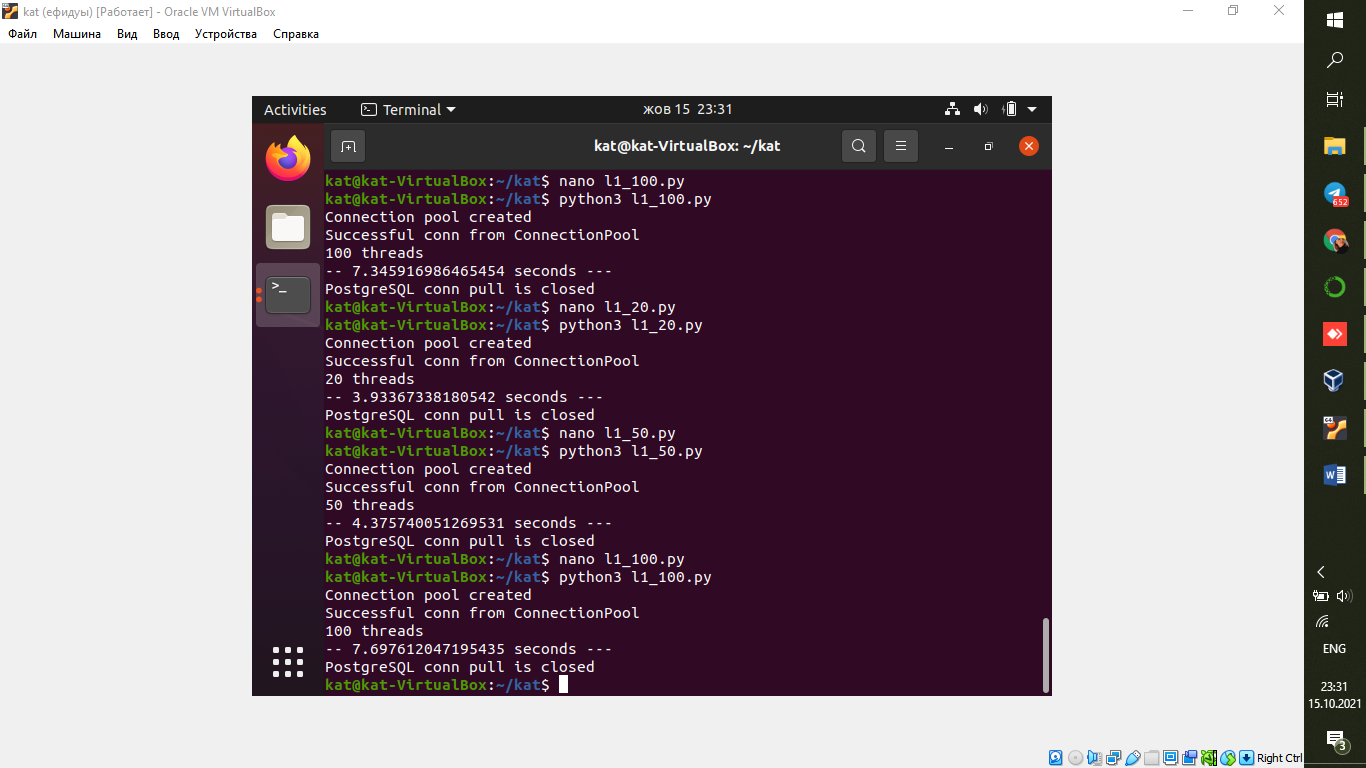 kat (ефидуы) [Работает] - Oracle VM VirtualBox
Файл Машина Вид Ввод Устройства Справка
Activities Terminal жов 15 23:31
kat@kat-VirtualBox: ~/kat
kat@kat-VirtualBox:~/kat$ nano l1_100.py
kat@kat-VirtualBox:~/kat$ python3 l1_100.py
Connection pool created
Successful conn from ConnectionPool
100 threads
-- 7.345916986465454 seconds ---
PostgreSQL conn pull is closed
kat@kat-VirtualBox:~/kat$ nano l1_20.py
kat@kat-VirtualBox:~/kat$ python3 l1_20.py
Connection pool created
Successful conn from ConnectionPool
20 threads
-- 3.93367338180542 seconds ---
PostgreSQL conn pull is closed
kat@kat-VirtualBox:~/kat$ nano l1_50.py
kat@kat-VirtualBox:~/kat$ python3 l1_50.py
Connection pool created
Successful conn from ConnectionPool
50 threads
-- 4.375740051269531 seconds ---
PostgreSQL conn pull is closed
kat@kat-VirtualBox:~/kat$ nano l1_100.py
kat@kat-VirtualBox:~/kat$ python3 l1_100.py
Connection pool created
Successful conn from ConnectionPool
100 threads
-- 7.697612047195435 seconds ---
PostgreSQL conn pull is closed
kat@kat-VirtualBox:~/kat$
652
ENG
23:31
15.10.2021
3
Right Ctrl